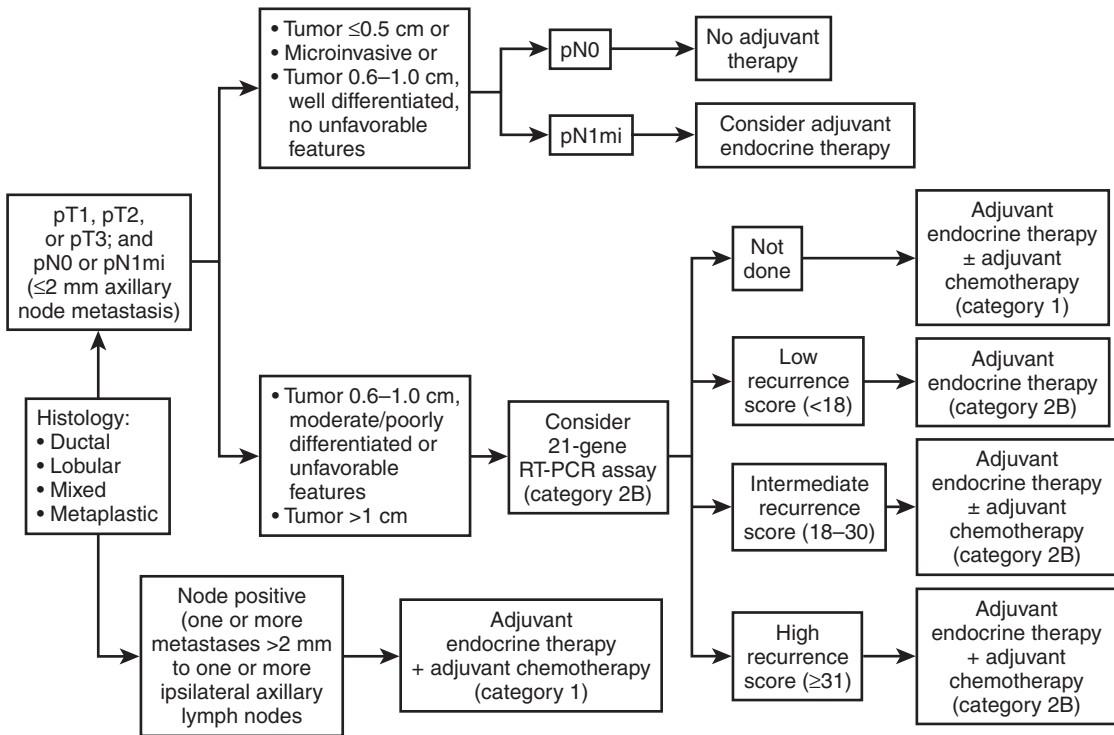 • Tumor ≤0.5 cm or
• Microinvasive or
• Tumor 0.6–1.0 cm,
well differentiated,
no unfavorable
features
pN0
No adjuvant
therapy
pN1mi
Consider adjuvant
endocrine therapy
pT1, pT2,
or pT3; and
pN0 or pN1mi
(≤2 mm axillary
node metastasis)
Histology:
• Ductal
• Lobular
• Mixed
• Metaplastic
• Tumor 0.6–1.0 cm,
moderate/poorly
differentiated or
unfavorable
features
• Tumor >1 cm
Consider
21-gene
RT-PCR assay
(category 2B)
Not
done
Adjuvant
endocrine therapy
± adjuvant
chemotherapy
(category 1)
Low
recurrence
score (<18)
Adjuvant
endocrine therapy
(category 2B)
Intermediate
recurrence
score (18–30)
Adjuvant
endocrine therapy
± adjuvant
chemotherapy
(category 2B)
High
recurrence
score (≥31)
Adjuvant
endocrine therapy
+ adjuvant
chemotherapy
(category 2B)
Node positive
(one or more
metastases >2 mm
to one or more
ipsilateral axillary
lymph nodes
Adjuvant
endocrine therapy
+ adjuvant chemotherapy
(category 1)